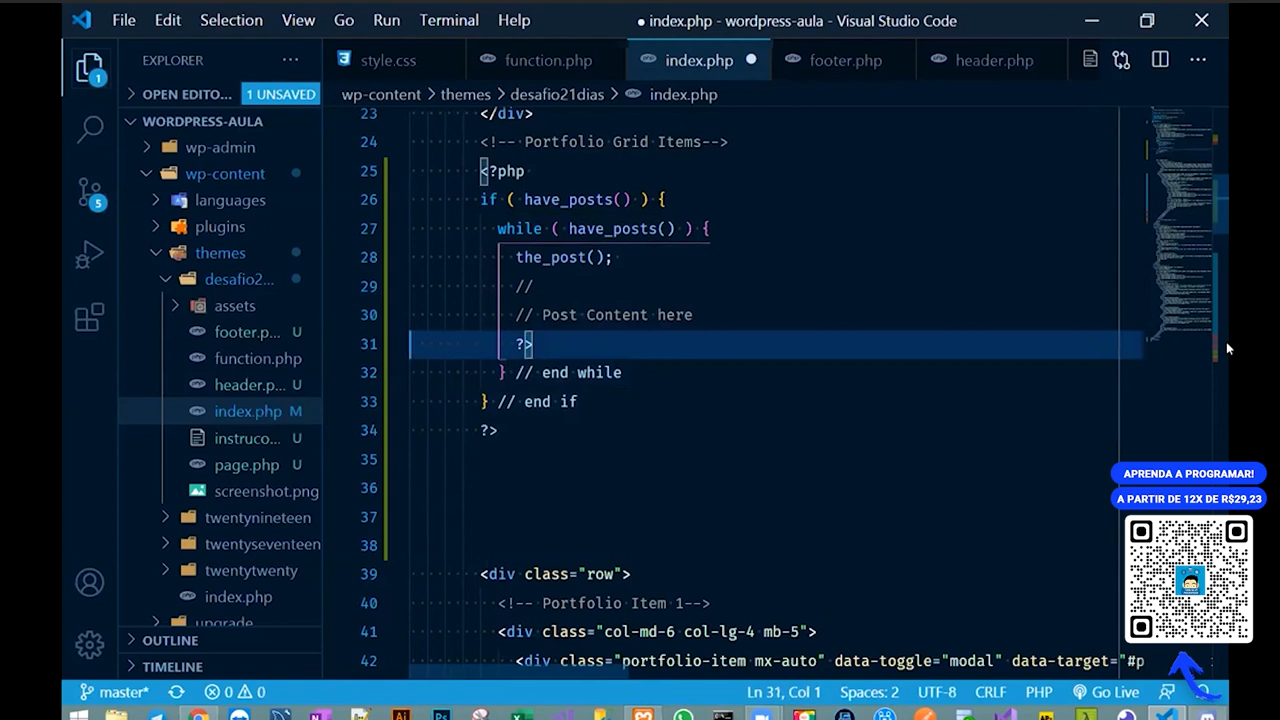 File Edit Selection View Go Run Terminal Help
● index.php - wordpress-aula - Visual Studio Code
EXPLORER
style.css
function.php
index.php
footer.php
header.php
OPEN EDITO...
1 UNSAVED
wp-content > themes > desafio21dias > index.php
WORDPRESS-AULA
wp-admin
wp-content
languages
plugins
themes
desafio2...
assets
footer.p... U
function.php
header.p... U
index.php M
instruco... U
page.php U
screenshot.png
twentynineteen
twentyseventeen
twentytwenty
index.php
upgrade
OUTLINE
TIMELINE
1
5
23 </div>
24 <!-- Portfolio Grid Items-->
25 <?php
26 if ( have_posts() ) {
27 while ( have_posts() ) {
28 the_post();
29 //
30 // Post Content here
31 ?>
32 } // end while
33 } // end if
34 ?>
35
36
37
38
39 <div class="row">
40 <!-- Portfolio Item 1-->
41 <div class="col-md-6 col-lg-4 mb-5">
42 <div class="portfolio-item mx-auto" data-toggle="modal" data-target="#p
APRENDA A PROGRAMAR!
A PARTIR DE 12X DE R$29,23
master* 0 0 Ln 31, Col 1 Spaces: 2 UTF-8 CRLF PHP Go Live